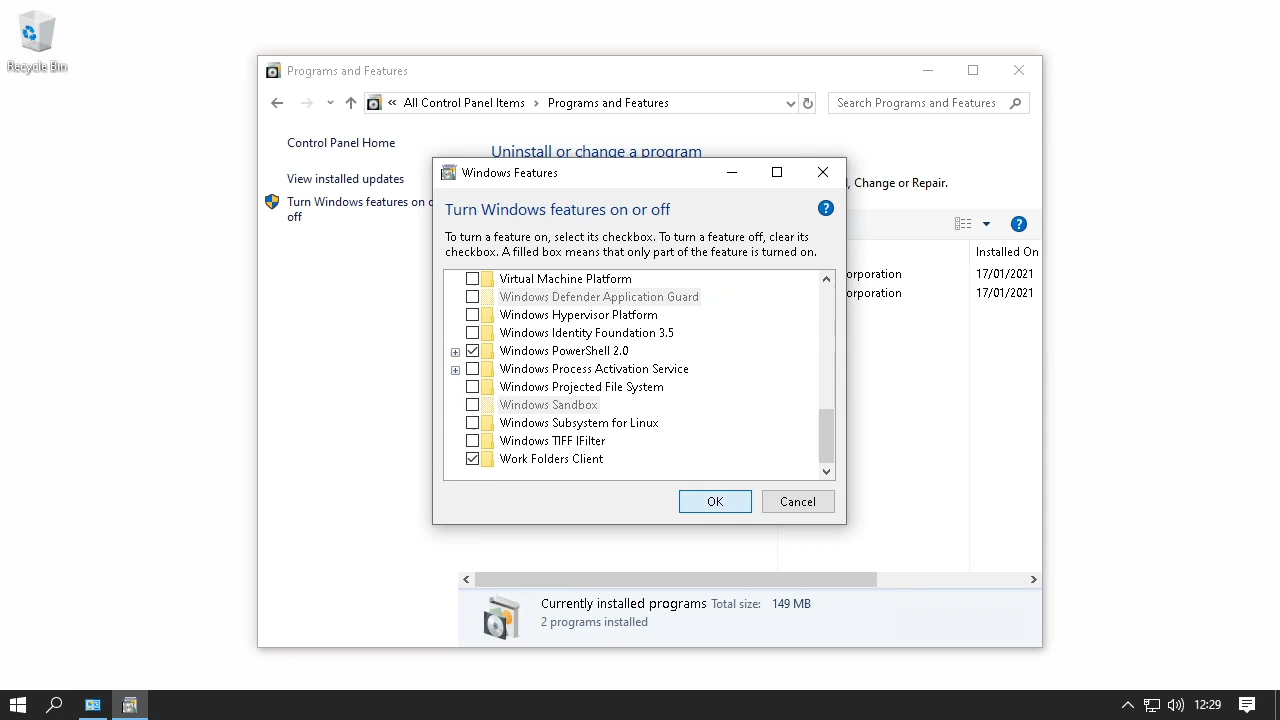 Recycle Bin
Programs and Features
« All Control Panel Items › Programs and Features
Search Programs and Features
Control Panel Home
View installed updates
Turn Windows features on o
off
Uninstall or change a program
, Change or Repair.
Installed On
orporation 17/01/2021
orporation 17/01/2021
Windows Features
Turn Windows features on or off
To turn a feature on, select its checkbox. To turn a feature off, clear its
checkbox. A filled box means that only part of the feature is turned on.
Virtual Machine Platform
Windows Defender Application Guard
Windows Hypervisor Platform
Windows Identity Foundation 3.5
Windows PowerShell 2.0
Windows Process Activation Service
Windows Projected File System
Windows Sandbox
Windows Subsystem for Linux
Windows TIFF IFilter
Work Folders Client
OK Cancel
Currently installed programs Total size: 149 MB
2 programs installed
12:29